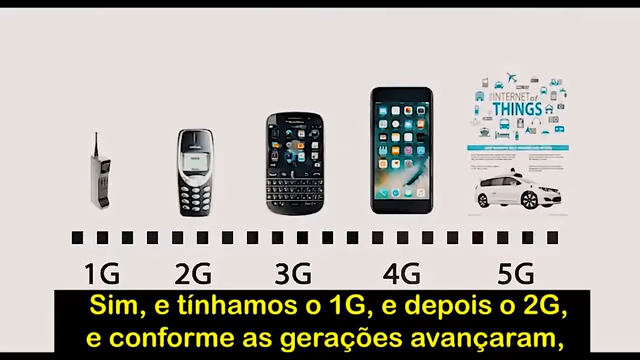 INTERNET of
THINGS
1G 2G 3G 4G 5G
Sim, e tínhamos o 1G, e depois o 2G,
e conforme as gerações avançaram,